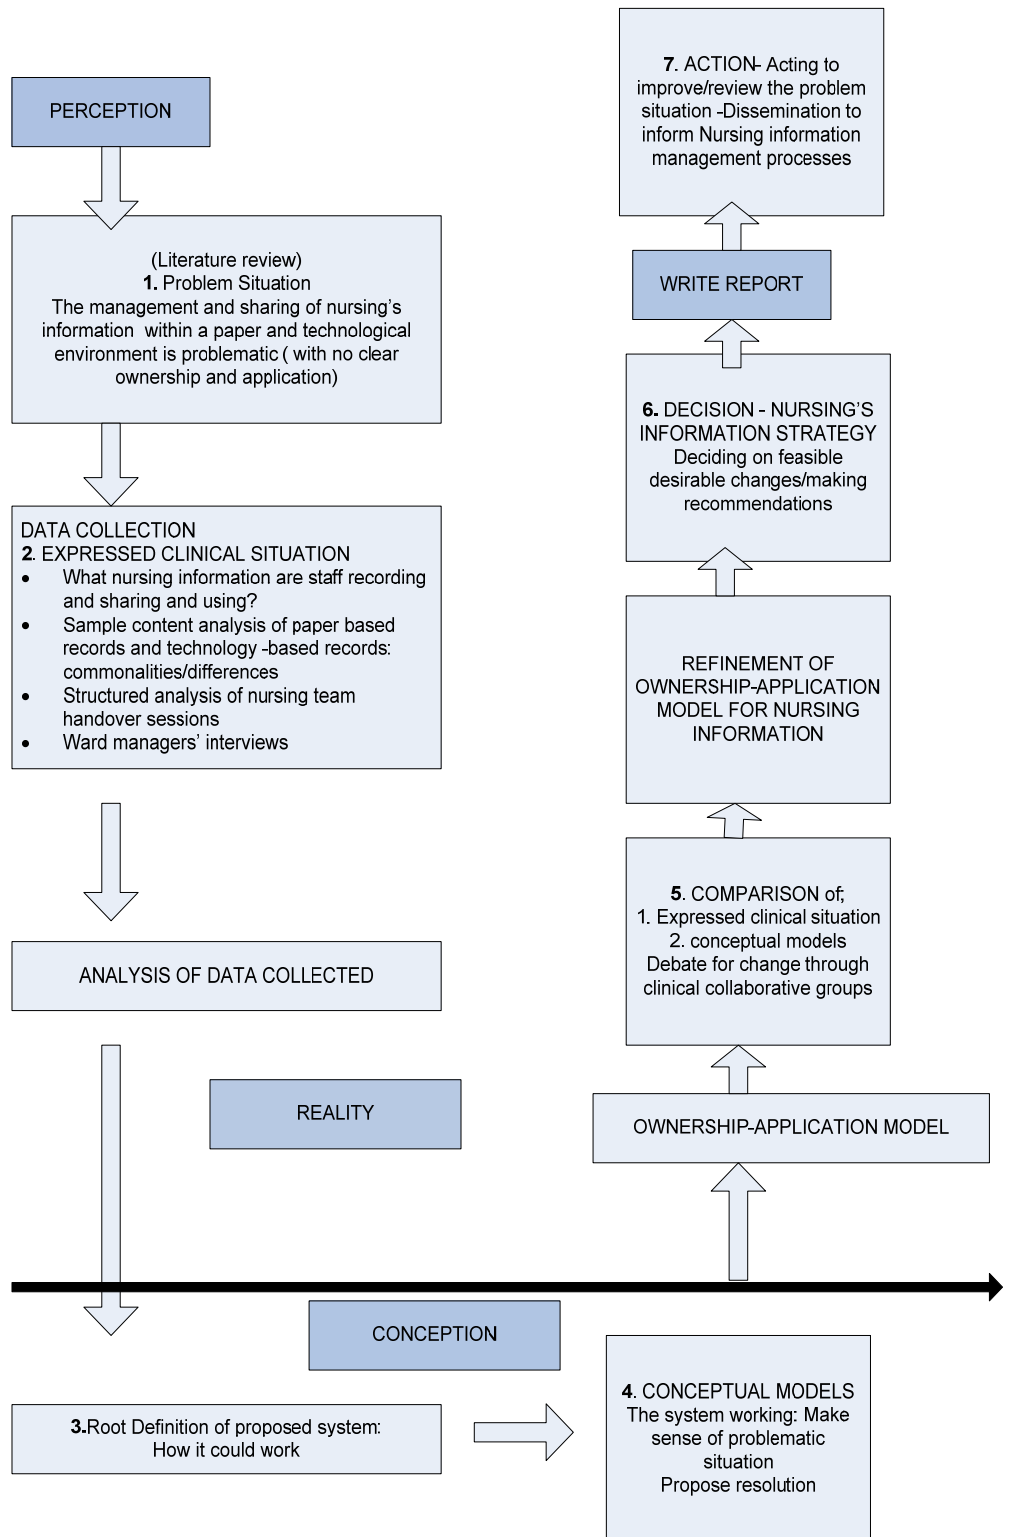 PERCEPTION
(Literature review)
1. Problem Situation
The management and sharing of nursing's
information within a paper and technological
environment is problematic ( with no clear
ownership and application)
DATA COLLECTION
2. EXPRESSED CLINICAL SITUATION
• What nursing information are staff recording
and sharing and using?
• Sample content analysis of paper based
records and technology -based records:
commonalities/differences
• Structured analysis of nursing team
handover sessions
• Ward managers' interviews
ANALYSIS OF DATA COLLECTED
REALITY
CONCEPTION
3.Root Definition of proposed system:
How it could work
4. CONCEPTUAL MODELS
The system working: Make
sense of problematic
situation
Propose resolution
OWNERSHIP-APPLICATION MODEL
5. COMPARISON of;
1. Expressed clinical situation
2. conceptual models
Debate for change through
clinical collaborative groups
REFINEMENT OF
OWNERSHIP-APPLICATION
MODEL FOR NURSING
INFORMATION
6. DECISION - NURSING'S
INFORMATION STRATEGY
Deciding on feasible
desirable changes/making
recommendations
WRITE REPORT
7. ACTION- Acting to
improve/review the problem
situation -Dissemination to
inform Nursing information
management processes